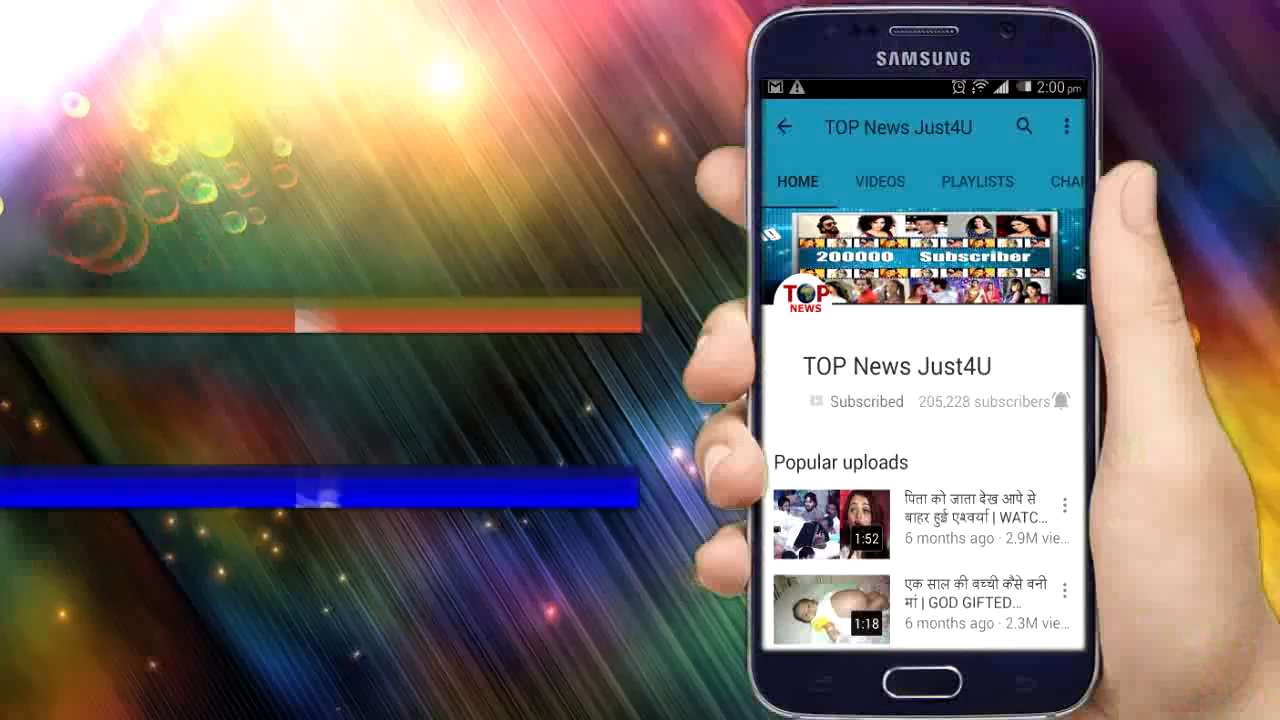 SAMSUNG
2:00 pm
TOP News Just4U
HOME VIDEOS PLAYLISTS CHA
200000 Subscriber
TOP
NEWS
TOP News Just4U
Subscribed 205,228 subscribers
Popular uploads
पिता को जाता देख आपे से
बाहर हुई एश्वर्या | WATC...
6 months ago · 2.9M vie...
1:52
एक साल की बच्ची कैसे बनी
मां | GOD GIFTED...
6 months ago · 2.3M vie...
1:18